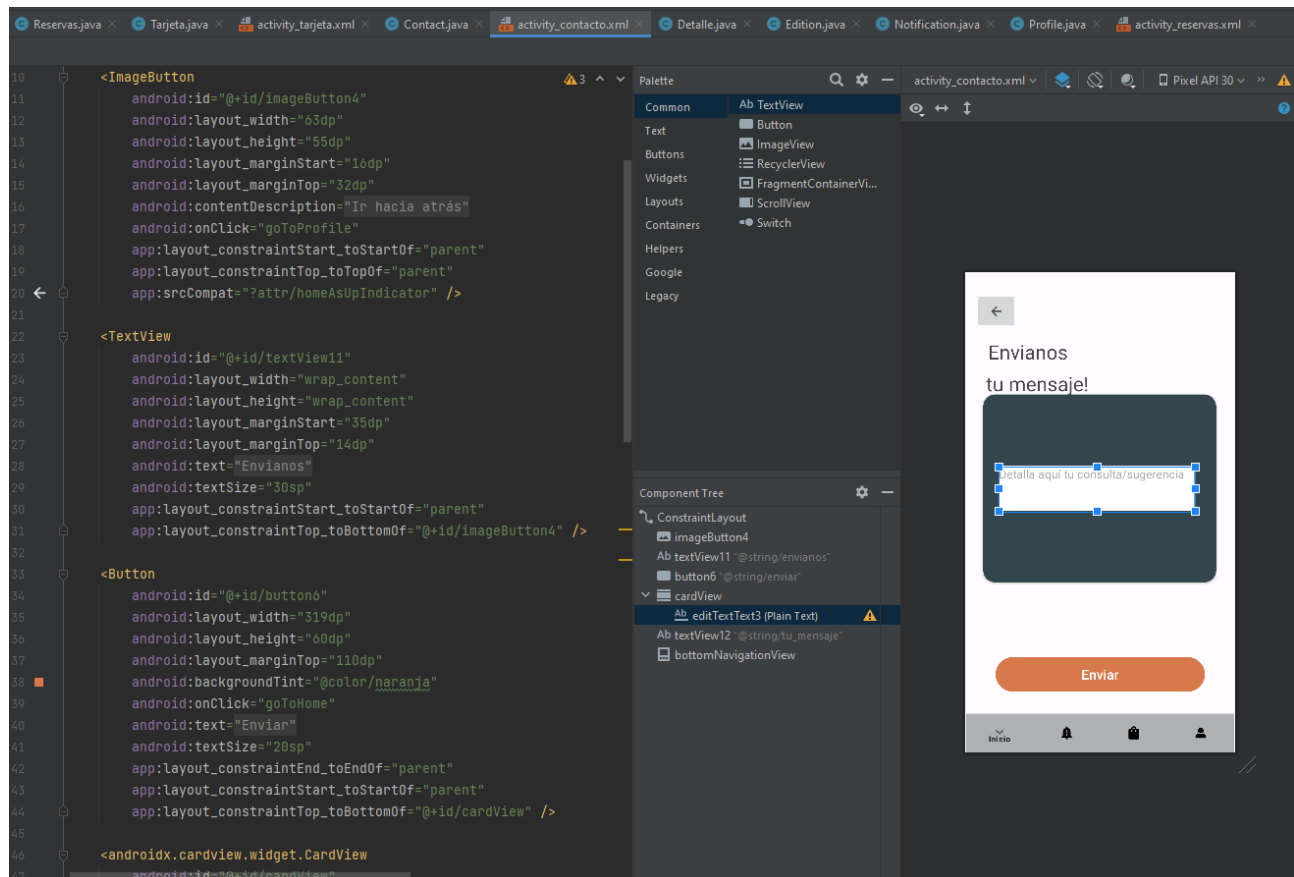 Reservas.java Tarjeta.java activity_tarjeta.xml Contact.java activity_contacto.xml Detalle.java Edition.java Notification.java Profile.java activity_reservas.xml
10 <ImageButton
11 android:id="@+id/imageButton4"
12 android:layout_width="63dp"
13 android:layout_height="55dp"
14 android:layout_marginStart="16dp"
15 android:layout_marginTop="32dp"
16 android:contentDescription="Ir hacia atrás"
17 android:onClick="goToProfile"
18 app:layout_constraintStart_toStartOf="parent"
19 app:layout_constraintTop_toTopOf="parent"
20 app:srcCompat="?attr/homeAsUpIndicator" />
21
22 <TextView
23 android:id="@+id/textView11"
24 android:layout_width="wrap_content"
25 android:layout_height="wrap_content"
26 android:layout_marginStart="35dp"
27 android:layout_marginTop="14dp"
28 android:text="Envianos"
29 android:textSize="30sp"
30 app:layout_constraintStart_toStartOf="parent"
31 app:layout_constraintTop_toBottomOf="@+id/imageButton4" />
32
33 <Button
34 android:id="@+id/button6"
35 android:layout_width="319dp"
36 android:layout_height="60dp"
37 android:layout_marginTop="110dp"
38 android:backgroundTint="@color/naranja"
39 android:onClick="goToHome"
40 android:text="Enviar"
41 android:textSize="20sp"
42 app:layout_constraintEnd_toEndOf="parent"
43 app:layout_constraintStart_toStartOf="parent"
44 app:layout_constraintTop_toBottomOf="@+id/cardView" />
45
46 <androidx.cardview.widget.CardView
47 android:id="@+id/cardView"
3
Palette
Common
Text
Buttons
Widgets
Layouts
Containers
Helpers
Google
Legacy
Ab TextView
Button
ImageView
RecyclerView
FragmentContainerVi...
ScrollView
Switch
Component Tree
ConstraintLayout
imageButton4
Ab textView11 "@string/envianos"
button6 "@string/enviar"
cardView
Ab editTextText3 (Plain Text)
Ab textView12 "@string/tu_mensaje"
bottomNavigationView
activity_contacto.xml Pixel API 30 »
?
Envianos
tu mensaje!
Detalla aquí tu consulta/sugerencia
Enviar
Inicio